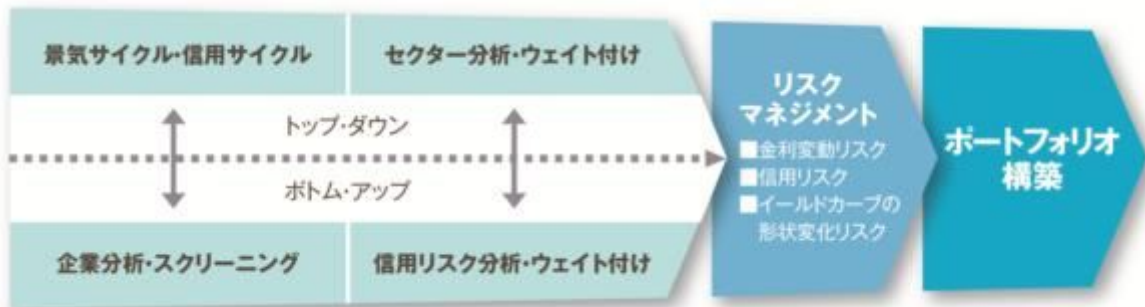 景気サイクル・信用サイクル
セクター分析・ウェイト付け
トップ・ダウン
ボトム・アップ
企業分析・スクリーニング
信用リスク分析・ウェイト付け
リスク
マネジメント
■金利変動リスク
■信用リスク
■イールドカーブの
形状変化リスク
ポートフォリオ
構築